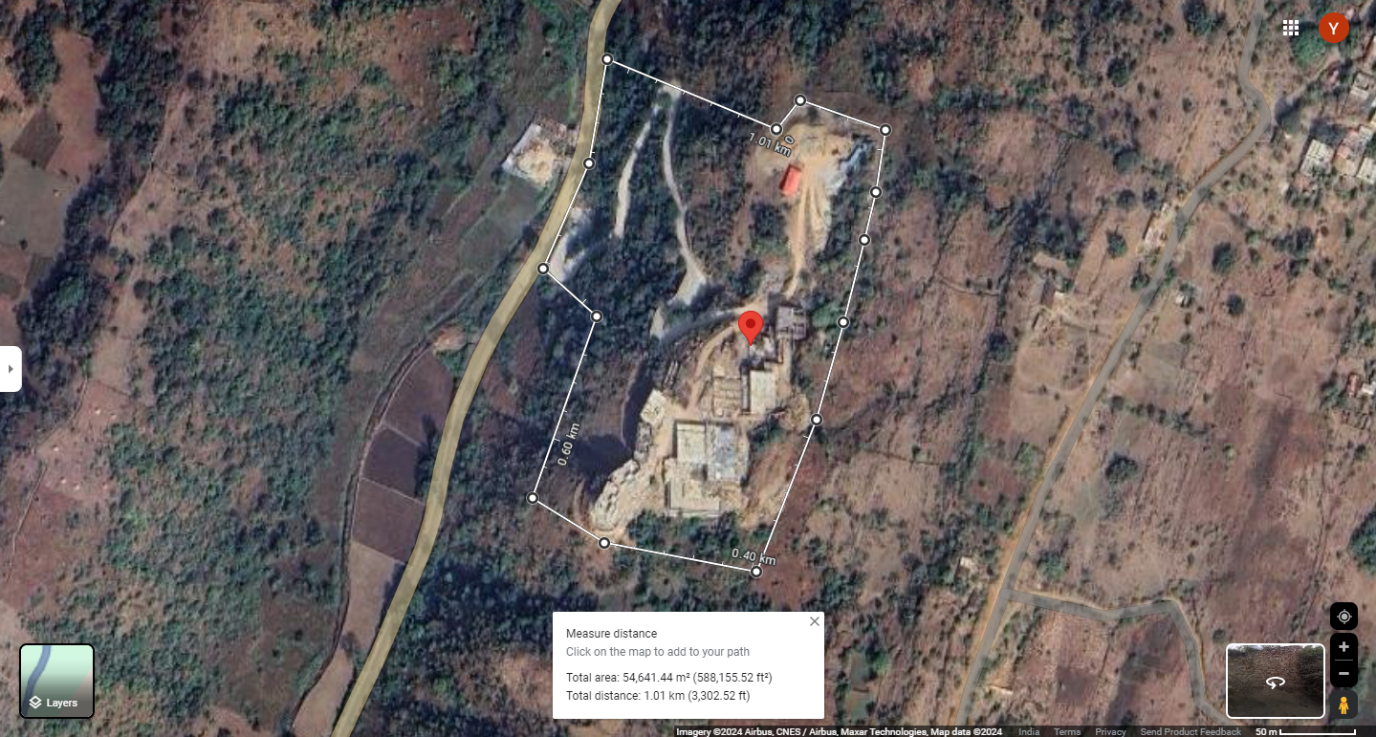 Y
0
1.01 km
0.60 km
0.40 km
Measure distance
Click on the map to add to your path
Total area: 54,641.44 m² (588,155.52 ft²)
Total distance: 1.01 km (3,302.52 ft)
Layers
Imagery ©2024 Airbus, CNES / Airbus, Maxar Technologies, Map data ©2024 India Terms Privacy Send Product Feedback 50 m